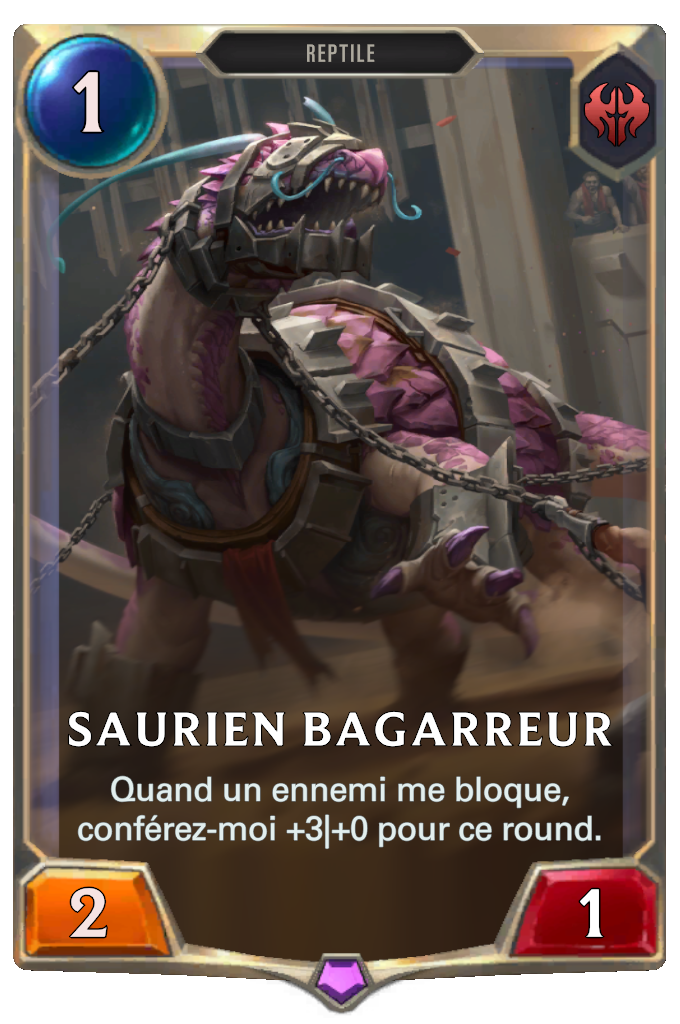 REPTILE
1
SAURIEN BAGARREUR
Quand un ennemi me bloque,
conférez-moi +3|+0 pour ce round.
2
1